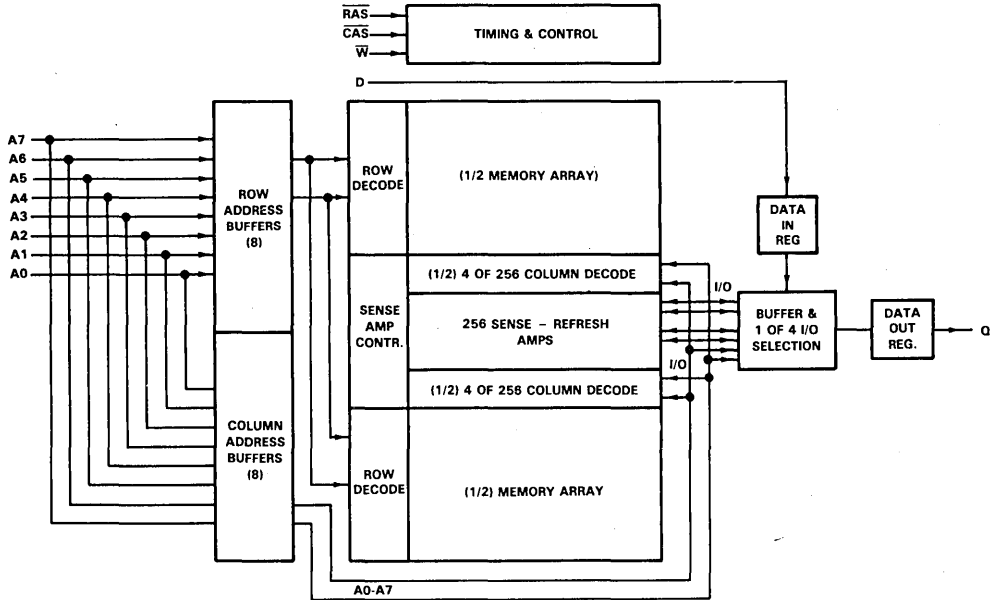 R̅A̅S̅
C̅A̅S̅
W̅
TIMING & CONTROL
D
A7
A6
A5
A4
A3
A2
A1
A0
ROW
ADDRESS
BUFFERS
(8)
COLUMN
ADDRESS
BUFFERS
(8)
ROW
DECODE
(1/2 MEMORY ARRAY)
SENSE
AMP
CONTR.
(1/2) 4 OF 256 COLUMN DECODE
256 SENSE – REFRESH
AMPS
(1/2) 4 OF 256 COLUMN DECODE
ROW
DECODE
(1/2) MEMORY ARRAY
I/O
I/O
DATA
IN
REG
BUFFER &
1 OF 4 I/O
SELECTION
DATA
OUT
REG.
Q
A0-A7